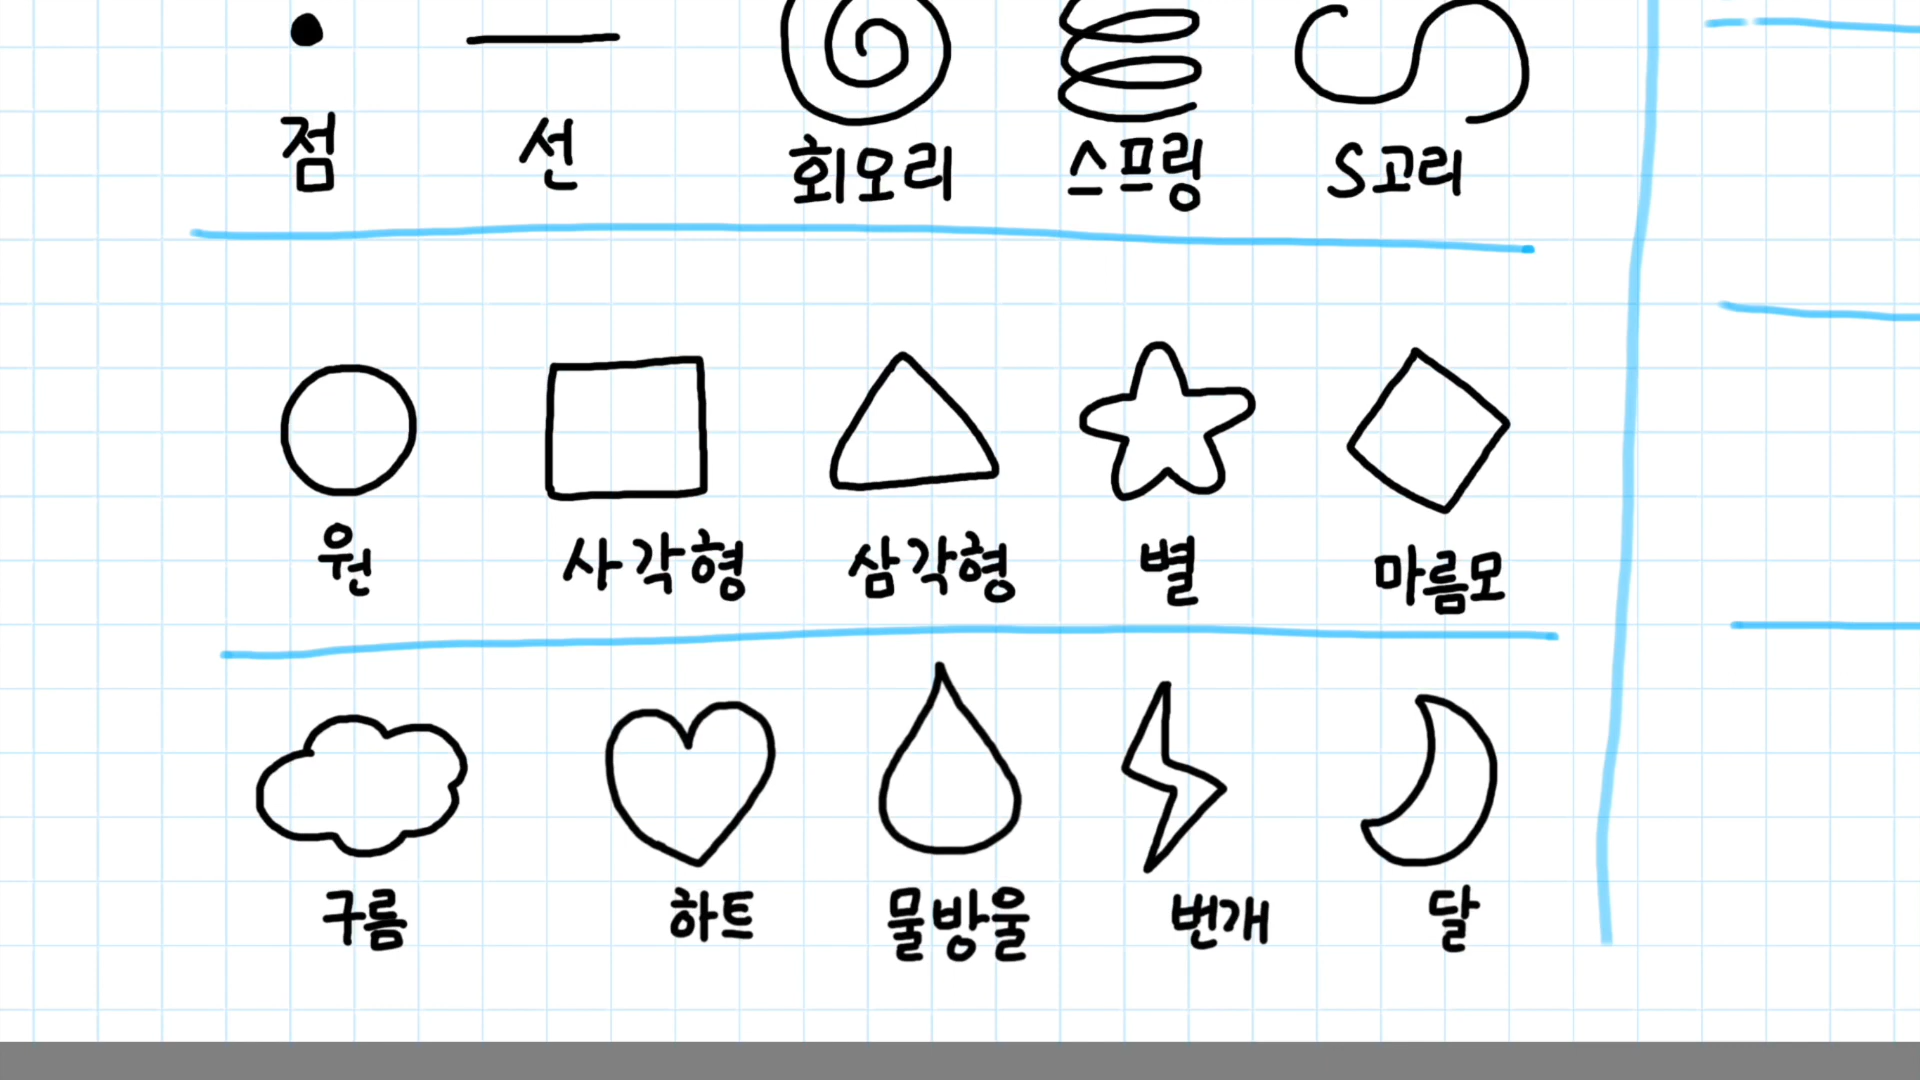 점 선 회오리 스프링 S고리
원 사각형 삼각형 별 마름모
구름 하트 물방울 번개 달